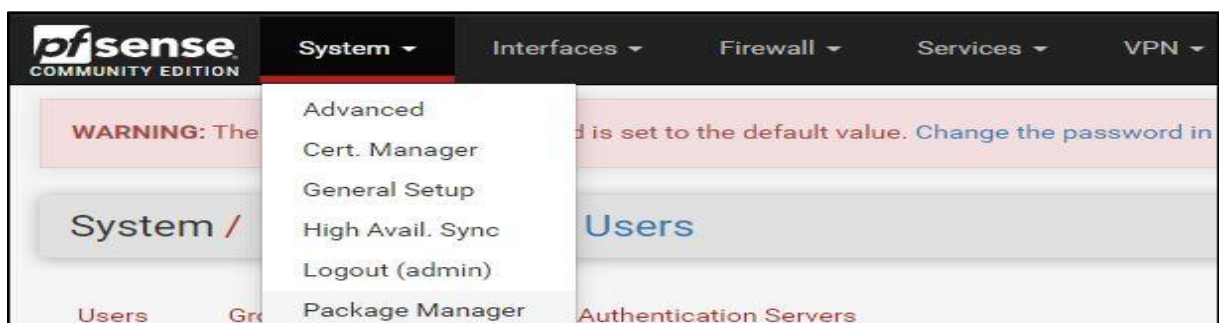 pfsense System Interfaces Firewall Services VPN
COMMUNITY EDITION
Advanced
WARNING: The is set to the default value. Change the password in
Cert. Manager
General Setup
System / Users
High Avail. Sync
Logout (admin)
Package Manager
Users Authentication Servers